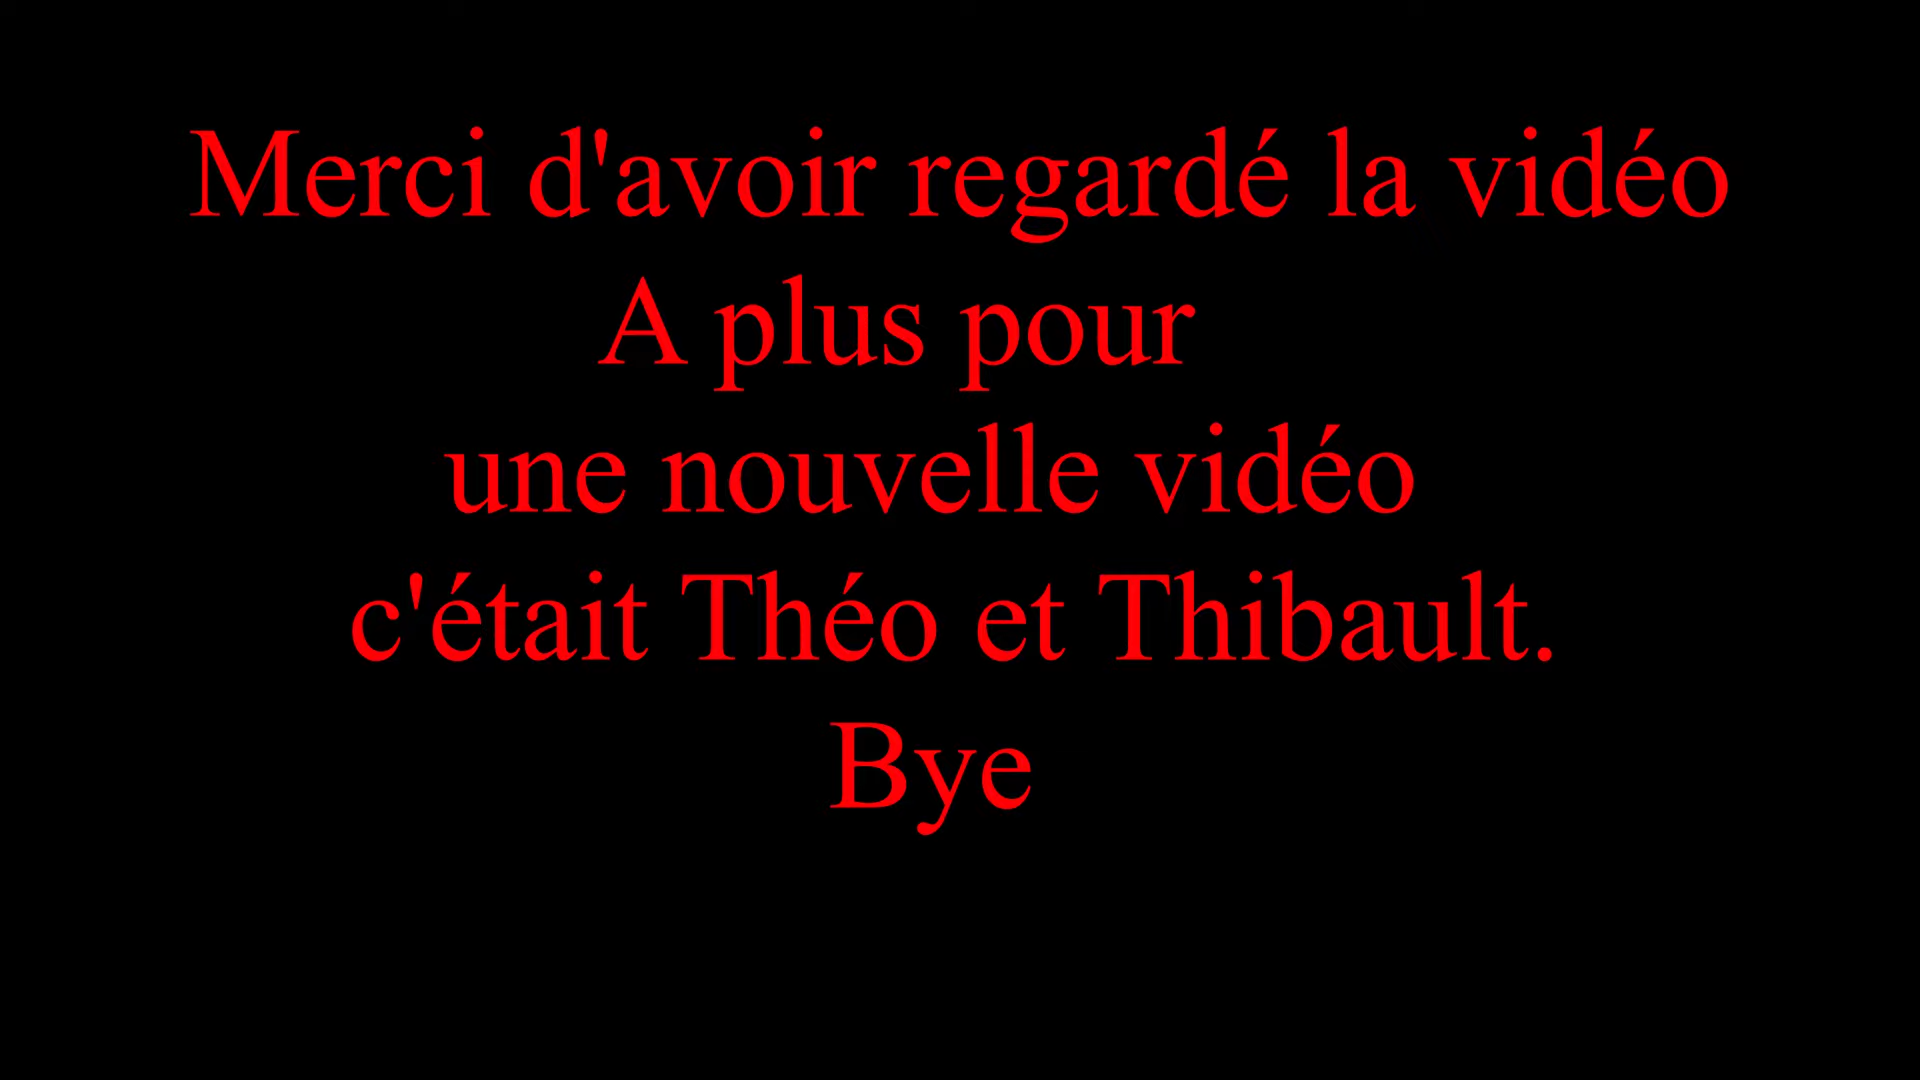 Merci d'avoir regardé la vidéo
A plus pour
une nouvelle vidéo
c'était Théo et Thibault.
Bye